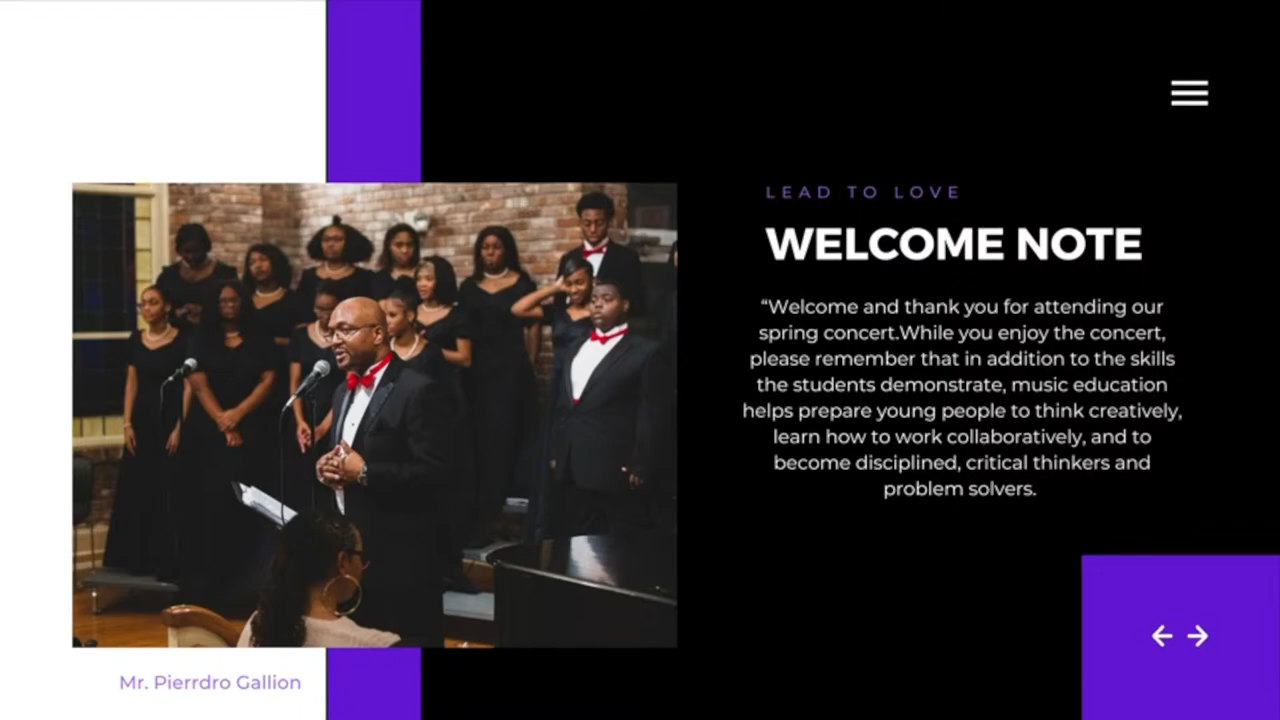 LEAD TO LOVE
WELCOME NOTE
“Welcome and thank you for attending our
spring concert.While you enjoy the concert,
please remember that in addition to the skills
the students demonstrate, music education
helps prepare young people to think creatively,
learn how to work collaboratively, and to
become disciplined, critical thinkers and
problem solvers.
Mr. Pierrdro Gallion